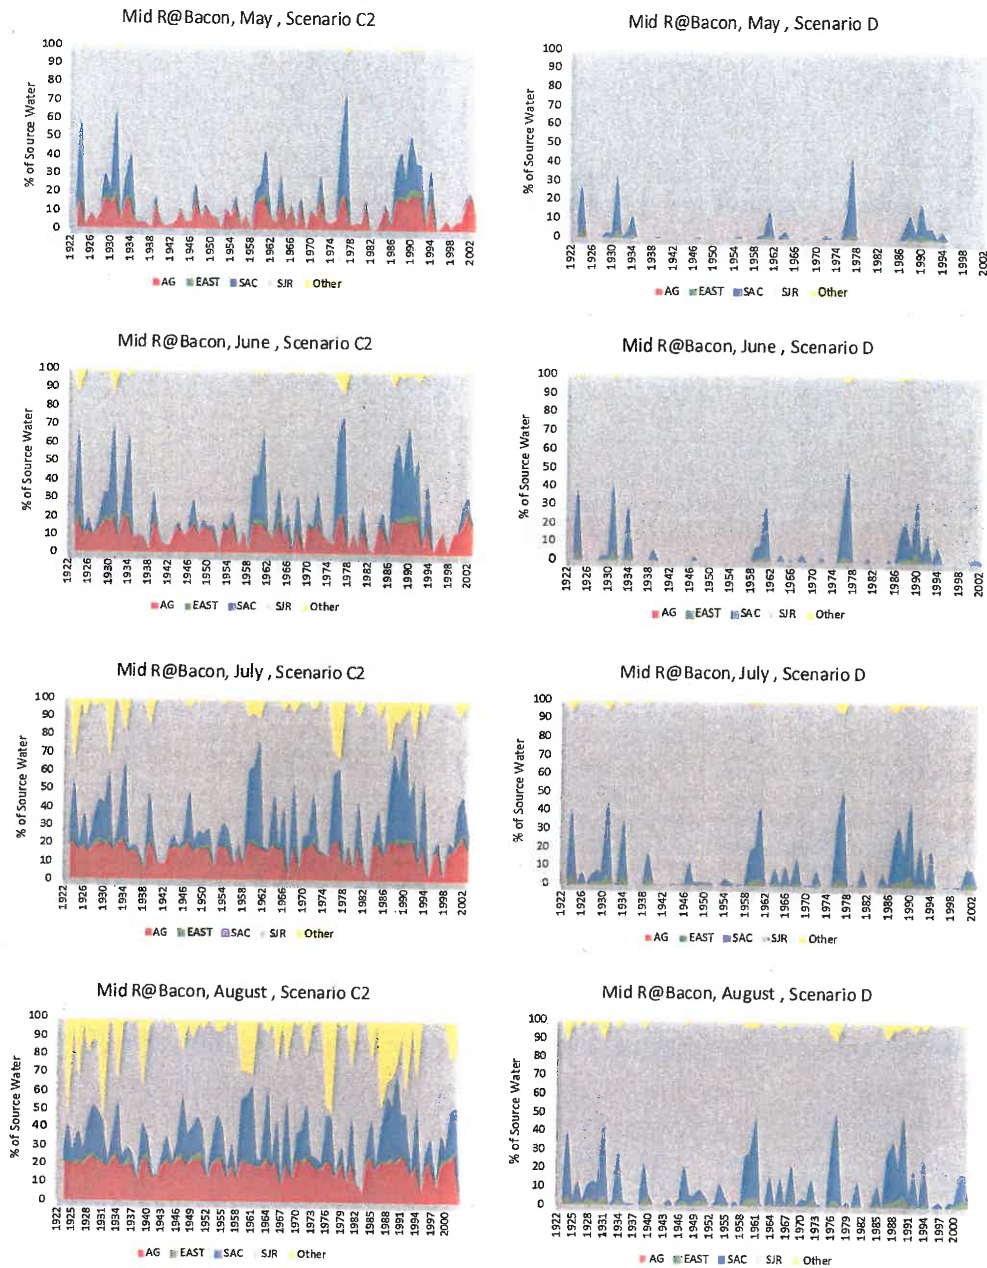 Mid R@Bacon, May , Scenario C2
100
90
80
70
60
50
40
30
20
10
0
% of Source Water
1922 1926 1930 1934 1938 1942 1946 1950 1954 1958 1962 1966 1970 1974 1978 1982 1986 1990 1994 1998 2002
AG EAST SAC SJR Other
Mid R@Bacon, May , Scenario D
100
90
80
70
60
50
40
30
20
10
0
% of Source Water
1922 1926 1930 1934 1938 1942 1946 1950 1954 1958 1962 1966 1970 1974 1978 1982 1986 1990 1994 1998 2002
AG EAST SAC SJR Other
Mid R@Bacon, June , Scenario C2
100
90
80
70
60
50
40
30
20
10
0
% of Source Water
1922 1926 1930 1934 1938 1942 1946 1950 1954 1958 1962 1966 1970 1974 1978 1982 1986 1990 1994 1998 2002
AG EAST SAC SJR Other
Mid R@Bacon, June , Scenario D
100
90
80
70
60
50
40
30
20
10
0
% of Source Water
1922 1926 1930 1934 1938 1942 1946 1950 1954 1958 1962 1966 1970 1974 1978 1982 1986 1990 1994 1998 2002
AG EAST SAC SJR Other
Mid R@Bacon, July , Scenario C2
100
90
80
70
60
50
40
30
20
10
0
% of Source Water
1922 1926 1930 1934 1938 1942 1946 1950 1954 1958 1962 1966 1970 1974 1978 1982 1986 1990 1994 1998 2002
AG EAST SAC SJR Other
Mid R@Bacon, July , Scenario D
100
90
80
70
60
50
40
30
20
10
0
% of Source Water
1922 1926 1930 1934 1938 1942 1946 1950 1954 1958 1962 1966 1970 1974 1978 1982 1986 1990 1994 1998 2002
AG EAST SAC SJR Other
Mid R@Bacon, August , Scenario C2
100
90
80
70
60
50
40
30
20
10
0
% of Source Water
1922 1925 1928 1931 1934 1937 1940 1943 1946 1949 1952 1955 1958 1961 1964 1967 1970 1973 1976 1979 1982 1985 1988 1991 1994 1997 2000
AG EAST SAC SJR Other
Mid R@Bacon, August , Scenario D
100
90
80
70
60
50
40
30
20
10
0
% of Source Water
1922 1925 1928 1931 1934 1937 1940 1943 1946 1949 1952 1955 1958 1961 1964 1967 1970 1973 1976 1979 1982 1985 1988 1991 1994 1997 2000
AG EAST SAC SJR Other